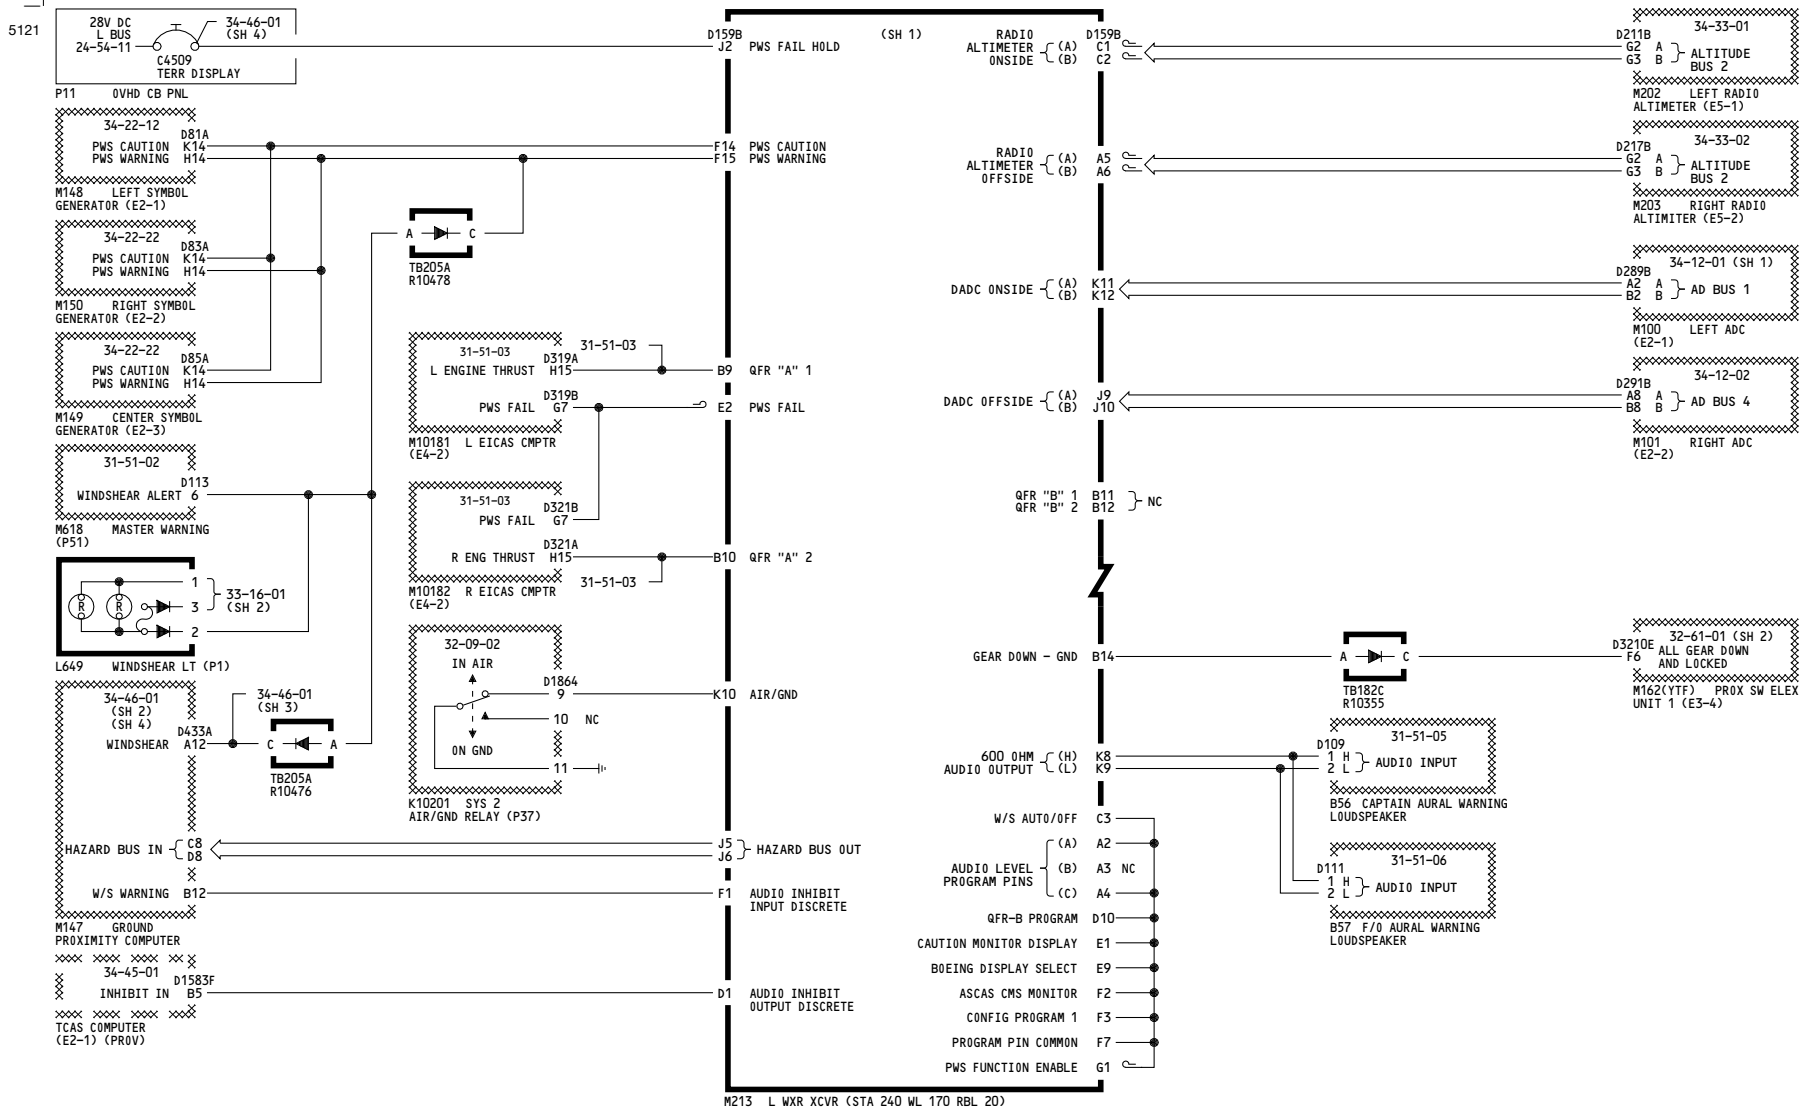 5121
28V DC
L BUS
24-54-11
34-46-01
(SH 4)
C4509
TERR DISPLAY
P11 OVHD CB PNL
34-22-12
D81A
PWS CAUTION K14
PWS WARNING H14
M148 LEFT SYMBOL
GENERATOR (E2-1)
34-22-22
D83A
PWS CAUTION K14
PWS WARNING H14
M150 RIGHT SYMBOL
GENERATOR (E2-2)
34-22-22
D85A
PWS CAUTION K14
PWS WARNING H14
M149 CENTER SYMBOL
GENERATOR (E2-3)
31-51-02
D113
WINDSHEAR ALERT 6
M618 MASTER WARNING
(P51)
R R
1
3
2
33-16-01
(SH 2)
L649 WINDSHEAR LT (P1)
34-46-01
(SH 2)
(SH 4)
D433A
WINDSHEAR A12
34-46-01
(SH 3)
C A
TB205A
R10476
HAZARD BUS IN C8
D8
W/S WARNING B12
M147 GROUND
PROXIMITY COMPUTER
34-45-01
D1583F
INHIBIT IN B5
TCAS COMPUTER
(E2-1) (PROV)
A C
TB205A
R10478
31-51-03
D319A
L ENGINE THRUST H15
31-51-03
D319B
PWS FAIL G7
M10181 L EICAS CMPTR
(E4-2)
31-51-03
D321B
PWS FAIL G7
D321A
R ENG THRUST H15
31-51-03
M10182 R EICAS CMPTR
(E4-2)
32-09-02
IN AIR
D1864
9
10 NC
ON GND
11
K10201 SYS 2
AIR/GND RELAY (P37)
D159B
J2 PWS FAIL HOLD
F14 PWS CAUTION
F15 PWS WARNING
B9 QFR "A" 1
E2 PWS FAIL
B10 QFR "A" 2
K10 AIR/GND
J5
J6
HAZARD BUS OUT
F1 AUDIO INHIBIT
INPUT DISCRETE
D1 AUDIO INHIBIT
OUTPUT DISCRETE
(SH 1)
D159B
RADIO
ALTIMETER
ONSIDE
(A) C1
(B) C2
RADIO
ALTIMETER
OFFSIDE
(A) A5
(B) A6
DADC ONSIDE
(A) K11
(B) K12
DADC OFFSIDE
(A) J9
(B) J10
QFR "B" 1 B11
QFR "B" 2 B12
NC
GEAR DOWN - GND B14
600 OHM
AUDIO OUTPUT
(H) K8
(L) K9
W/S AUTO/OFF C3
AUDIO LEVEL
PROGRAM PINS
(A) A2
(B) A3 NC
(C) A4
QFR-B PROGRAM D10
CAUTION MONITOR DISPLAY E1
BOEING DISPLAY SELECT E9
ASCAS CMS MONITOR F2
CONFIG PROGRAM 1 F3
PROGRAM PIN COMMON F7
PWS FUNCTION ENABLE G1
M213 L WXR XCVR (STA 240 WL 170 RBL 20)
34-33-01
D211B
G2 A
G3 B
ALTITUDE
BUS 2
M202 LEFT RADIO
ALTIMETER (E5-1)
34-33-02
D217B
G2 A
G3 B
ALTITUDE
BUS 2
M203 RIGHT RADIO
ALTIMITER (E5-2)
34-12-01 (SH 1)
D289B
A2 A
B2 B
AD BUS 1
M100 LEFT ADC
(E2-1)
34-12-02
D291B
A8 A
B8 B
AD BUS 4
M101 RIGHT ADC
(E2-2)
A C
TB182C
R10355
32-61-01 (SH 2)
D3210E
F6 ALL GEAR DOWN
AND LOCKED
M162(YTF) PROX SW ELEX
UNIT 1 (E3-4)
31-51-05
D109
1 H
2 L
AUDIO INPUT
B56 CAPTAIN AURAL WARNING
LOUDSPEAKER
31-51-06
D111
1 H
2 L
AUDIO INPUT
B57 F/O AURAL WARNING
LOUDSPEAKER